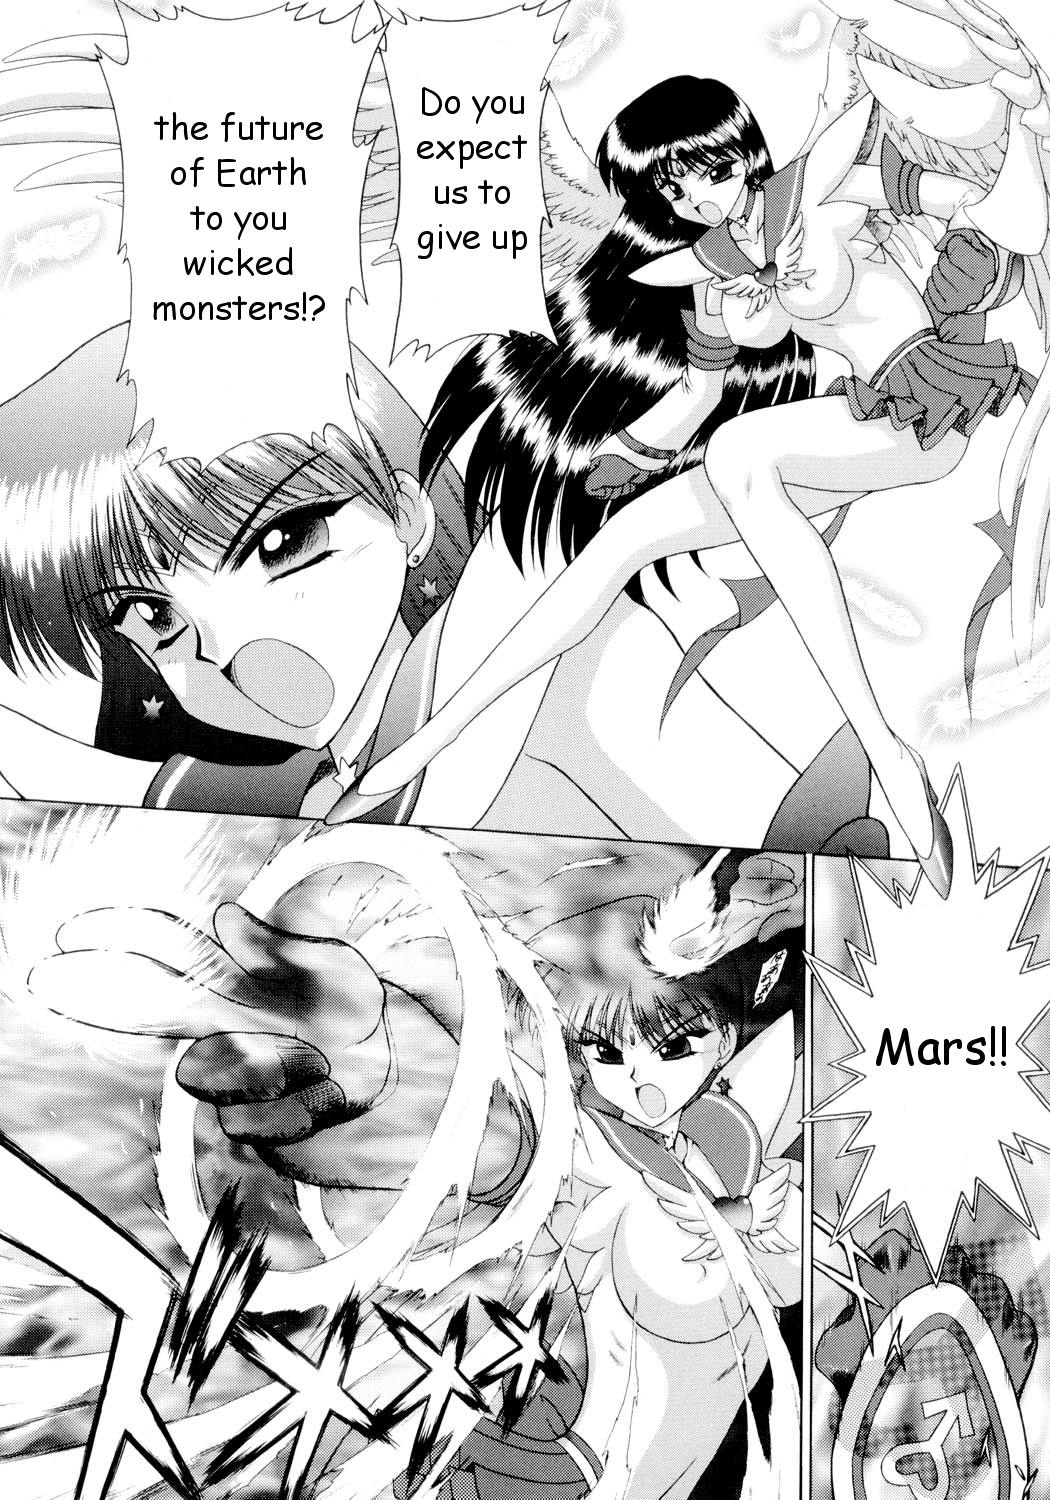 Do you
expect
us to
give up
the future
of Earth
to you
wicked
monsters!?
Mars!!